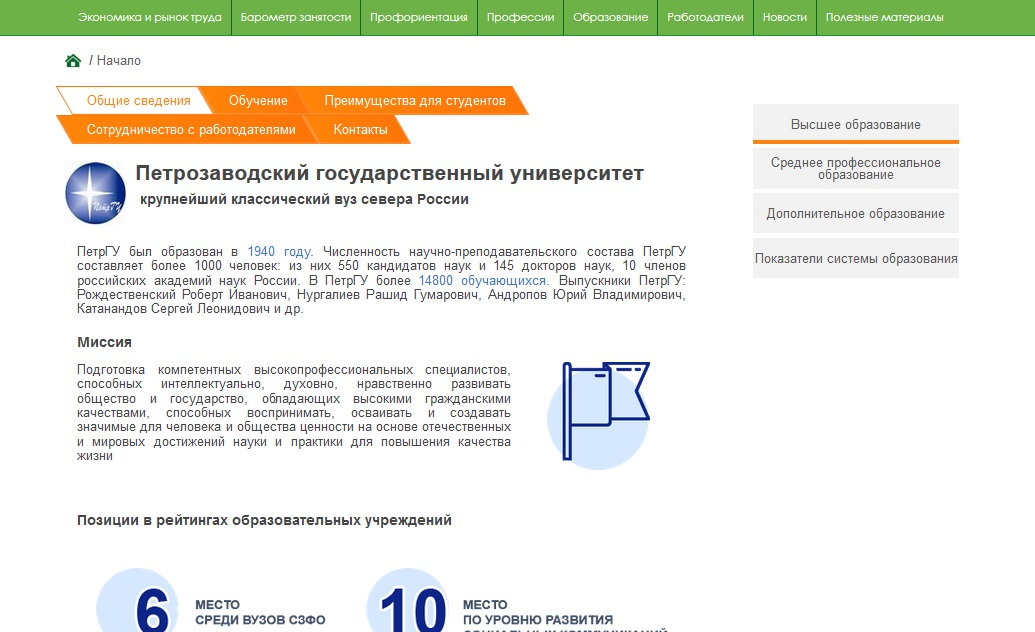 Экономика и рынок труда
Барометр занятости
Профориентация
Профессии
Образование
Работодатели
Новости
Полезные материалы
/ Начало
Общие сведения
Обучение
Преимущества для студентов
Сотрудничество с работодателями
Контакты
Высшее образование
Среднее профессиональное
образование
Дополнительное образование
Показатели системы образования
ПетрГУ
Петрозаводский государственный университет
крупнейший классический вуз севера России
ПетрГУ был образован в 1940 году. Численность научно-преподавательского состава ПетрГУ
составляет более 1000 человек: из них 550 кандидатов наук и 145 докторов наук, 10 членов
российских академий наук России. В ПетрГУ более 14800 обучающихся. Выпускники ПетрГУ:
Рождественский Роберт Иванович, Нургалиев Рашид Гумарович, Андропов Юрий Владимирович,
Катанандов Сергей Леонидович и др.
Миссия
Подготовка компетентных высокопрофессиональных специалистов,
способных интеллектуально, духовно, нравственно развивать
общество и государство, обладающих высокими гражданскими
качествами, способных воспринимать, осваивать и создавать
значимые для человека и общества ценности на основе отечественных
и мировых достижений науки и практики для повышения качества
жизни
Позиции в рейтингах образовательных учреждений
6
МЕСТО
СРЕДИ ВУЗОВ СЗФО
10
МЕСТО
ПО УРОВНЮ РАЗВИТИЯ
СОЦИАЛЬНЫХ КОММУНИКАЦИЙ